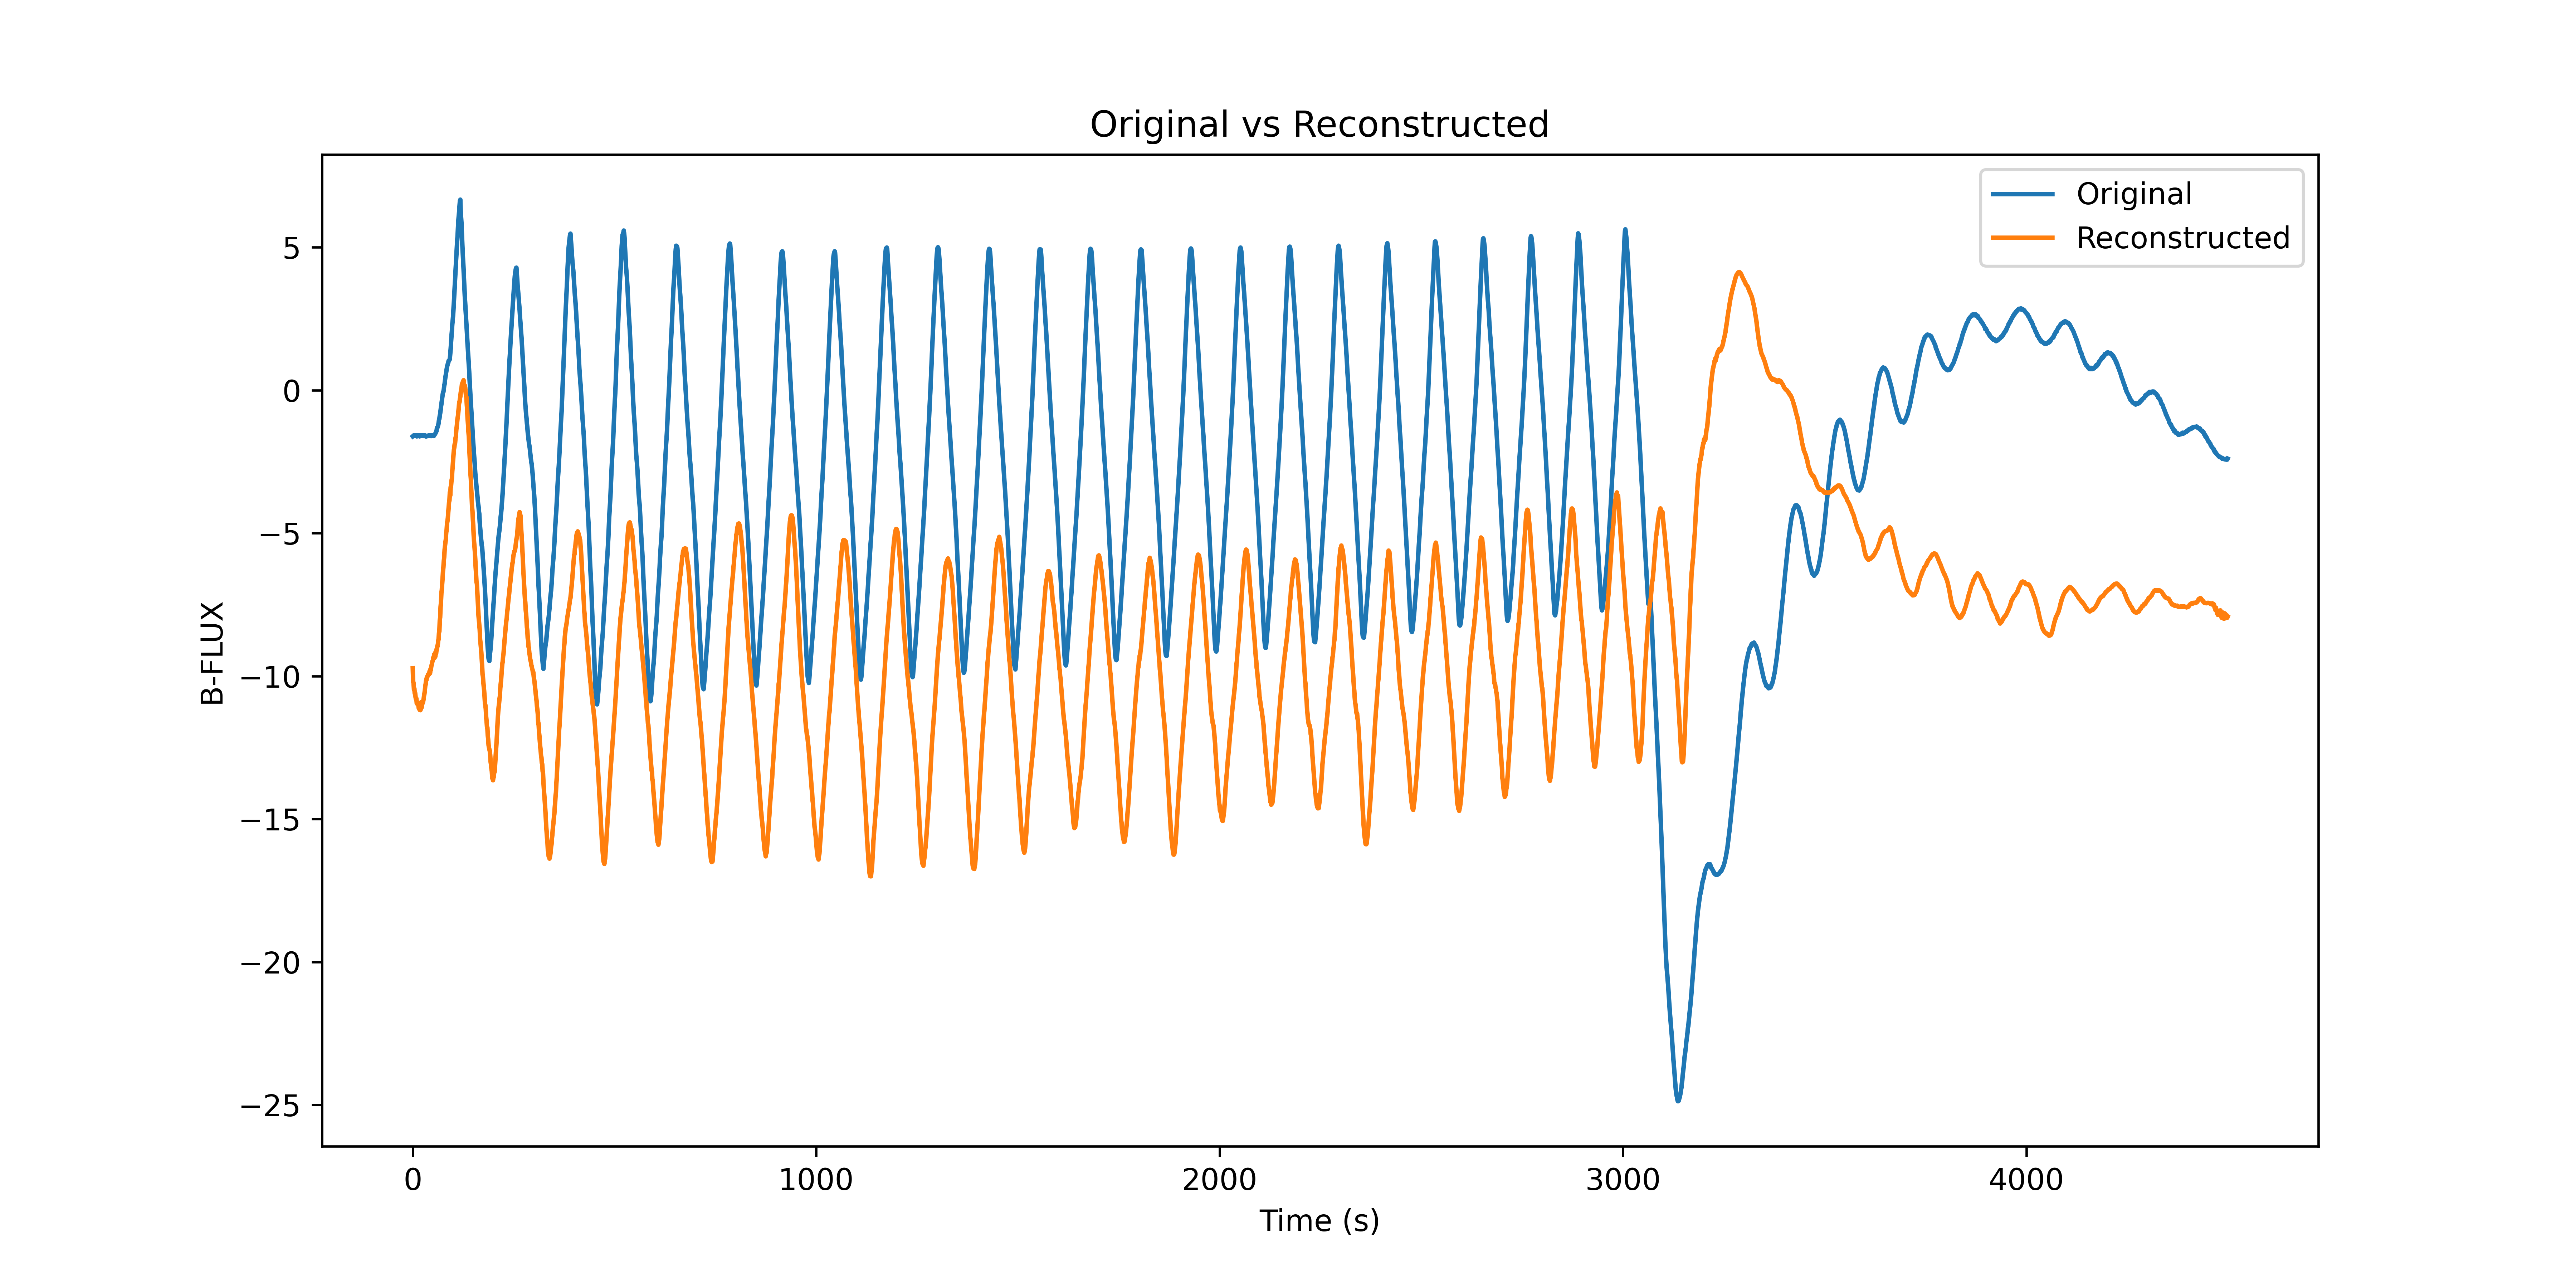 Original vs Reconstructed
Original
Reconstructed
B-FLUX
5
0
−5
−10
−15
−20
−25
0 1000 2000 3000 4000
Time (s)